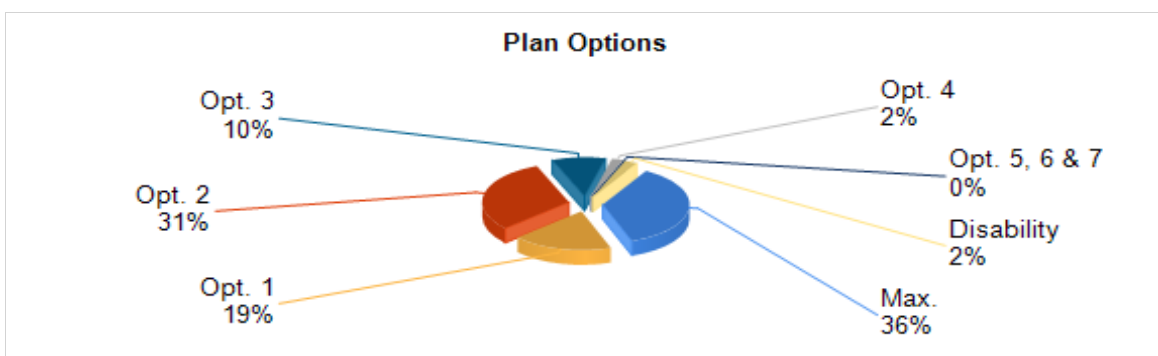 Plan Options
Opt. 3
10%
Opt. 4
2%
Opt. 5, 6 & 7
0%
Opt. 2
31%
Disability
2%
Opt. 1
19%
Max.
36%